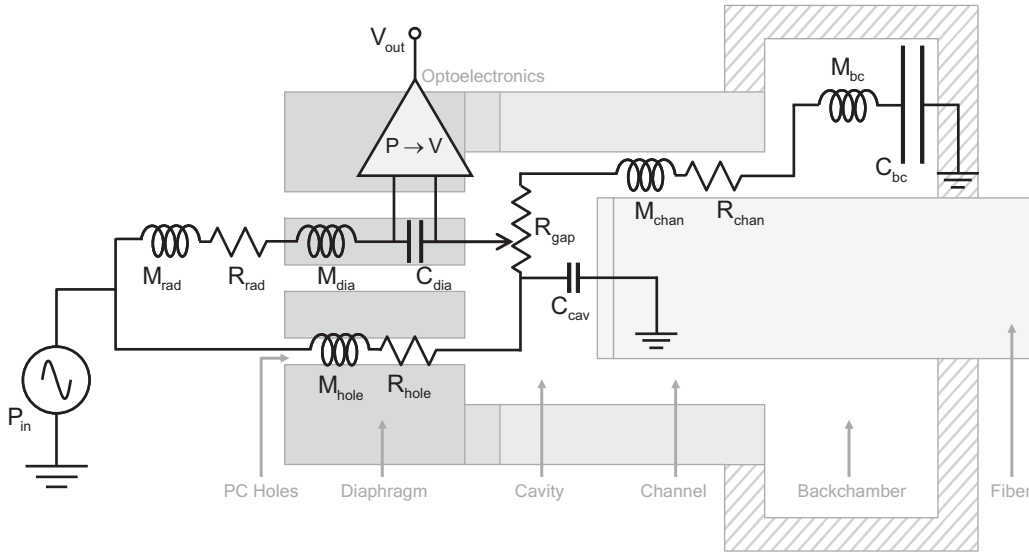 V_out
Optoelectronics
P → V
M_bc
C_bc
M_chan
R_chan
R_gap
M_rad
R_rad
M_dia
C_dia
C_cav
M_hole
R_hole
P_in
PC Holes
Diaphragm
Cavity
Channel
Backchamber
Fiber